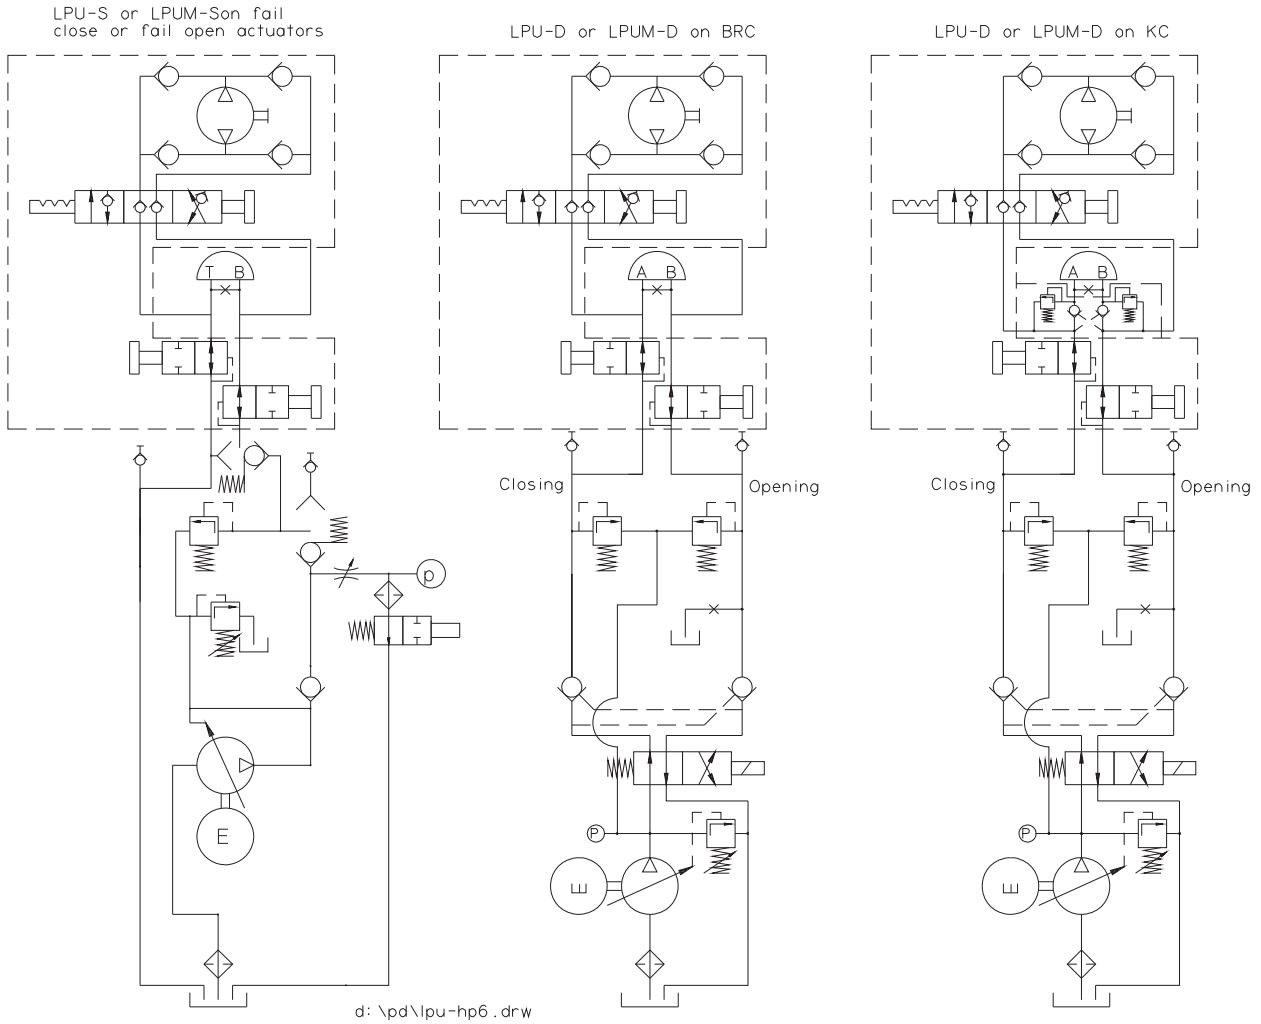 LPU-S or LPUM-Son fail
close or fail open actuators
LPU-D or LPUM-D on BRC
LPU-D or LPUM-D on KC
T B
A B
A B
Closing
Opening
Closing
Opening
p
P
P
E
E
E
d:\pd\lpu-hp6.drw